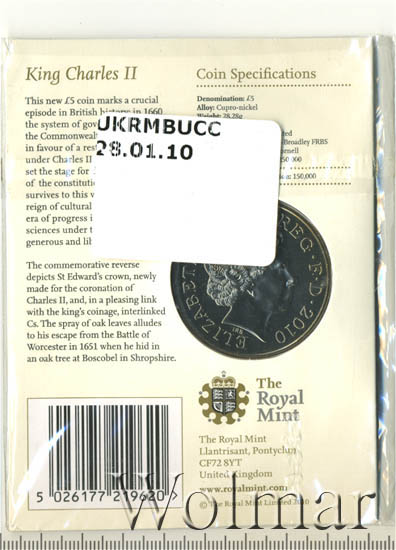 King Charles II
This new £5 coin marks a crucial
episode in British history in 1660
the system of gov
the Commonwealth
in favour of a rest
under Charles II
set the stage for
of the constitution
survives to this
reign of cultural
era of progress i
sciences under t
generous and lib
The commemorative reverse
depicts St Edward's crown, newly
made for the coronation of
Charles II, and, in a pleasing link
with the king's coinage, interlinked
Cs. The spray of oak leaves alludes
to his escape from the Battle of
Worcester in 1651 when he hid in
an oak tree at Boscobel in Shropshire.
5 026177 219620 >
UKRMBUCC
28.01.10
Coin Specifications
Denomination: £5
Alloy: Cupro-nickel
Weight: 28.28g
Broadley FRBS
150,000
ELIZABETH
REG·F·D·2010
IRB
The
Royal
Mint
The Royal Mint
Llantrisant, Pontyclun
CF72 8YT
United Kingdom
www.royalmint.com
© The Royal Mint Limited 2010
Wolmar